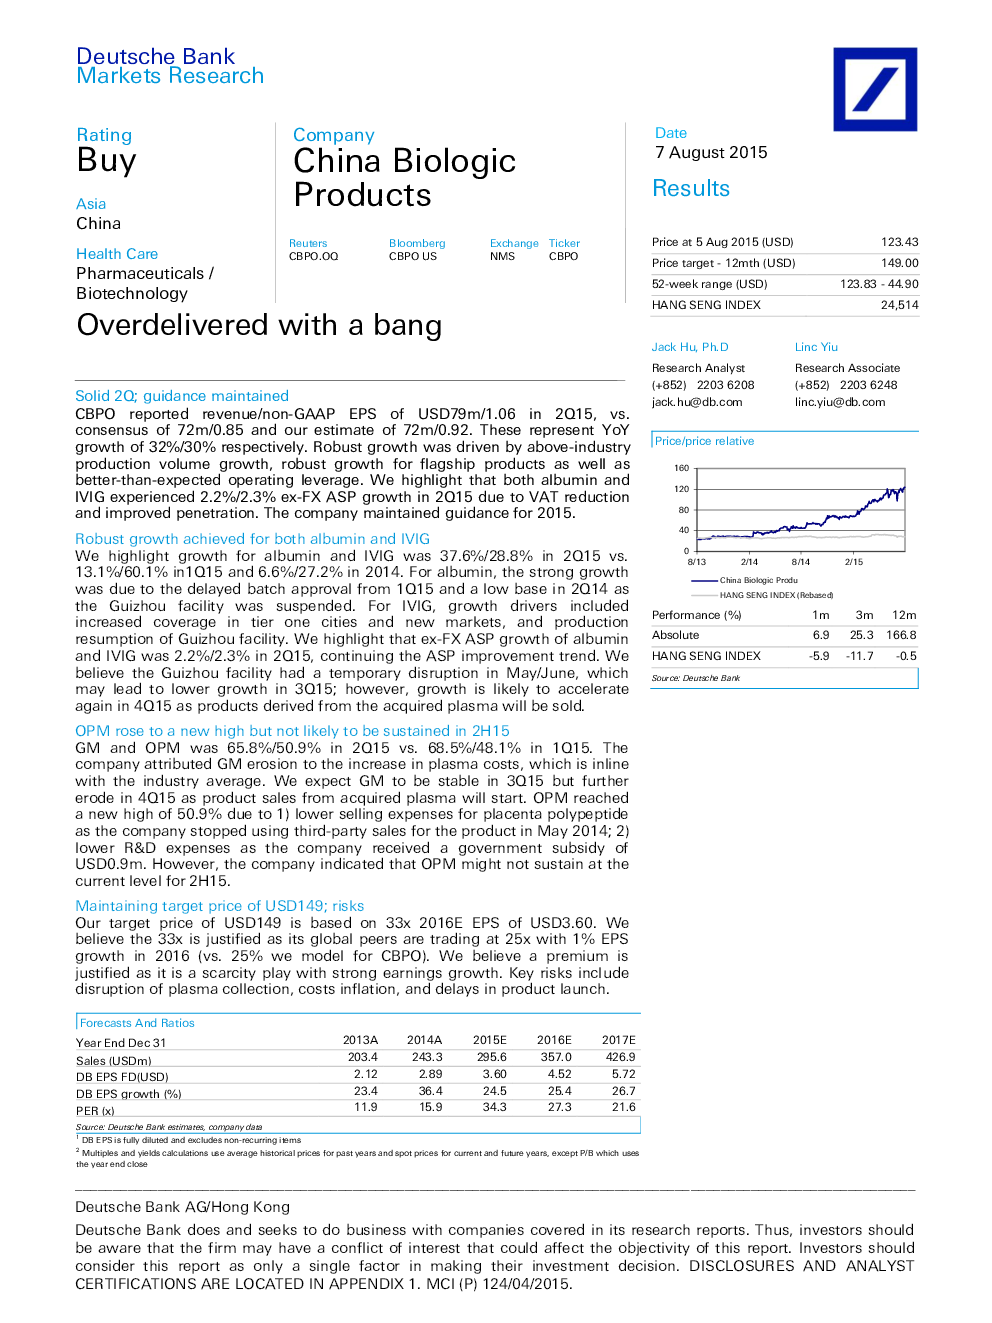 Deutsche Bank
Markets Research
Rating
Buy
Asia
China
Health Care
Pharmaceuticals /
Biotechnology
Company
China Biologic
Products
Reuters Bloomberg Exchange Ticker
CBPO.OQ CBPO US NMS CBPO
Date
7 August 2015
Results
Price at 5 Aug 2015 (USD) 123.43
Price target - 12mth (USD) 149.00
52-week range (USD) 123.83 - 44.90
HANG SENG INDEX 24,514
Overdelivered with a bang
Jack Hu, Ph.D
Research Analyst
(+852) 2203 6208
jack.hu@db.com
Linc Yiu
Research Associate
(+852) 2203 6248
linc.yiu@db.com
Solid 2Q; guidance maintained
CBPO reported revenue/non-GAAP EPS of USD79m/1.06 in 2Q15, vs.
consensus of 72m/0.85 and our estimate of 72m/0.92. These represent YoY
growth of 32%/30% respectively. Robust growth was driven by above-industry
production volume growth, robust growth for flagship products as well as
better-than-expected operating leverage. We highlight that both albumin and
IVIG experienced 2.2%/2.3% ex-FX ASP growth in 2Q15 due to VAT reduction
and improved penetration. The company maintained guidance for 2015.
Robust growth achieved for both albumin and IVIG
We highlight growth for albumin and IVIG was 37.6%/28.8% in 2Q15 vs.
13.1%/60.1% in1Q15 and 6.6%/27.2% in 2014. For albumin, the strong growth
was due to the delayed batch approval from 1Q15 and a low base in 2Q14 as
the Guizhou facility was suspended. For IVIG, growth drivers included
increased coverage in tier one cities and new markets, and production
resumption of Guizhou facility. We highlight that ex-FX ASP growth of albumin
and IVIG was 2.2%/2.3% in 2Q15, continuing the ASP improvement trend. We
believe the Guizhou facility had a temporary disruption in May/June, which
may lead to lower growth in 3Q15; however, growth is likely to accelerate
again in 4Q15 as products derived from the acquired plasma will be sold.
OPM rose to a new high but not likely to be sustained in 2H15
GM and OPM was 65.8%/50.9% in 2Q15 vs. 68.5%/48.1% in 1Q15. The
company attributed GM erosion to the increase in plasma costs, which is inline
with the industry average. We expect GM to be stable in 3Q15 but further
erode in 4Q15 as product sales from acquired plasma will start. OPM reached
a new high of 50.9% due to 1) lower selling expenses for placenta polypeptide
as the company stopped using third-party sales for the product in May 2014; 2)
lower R&D expenses as the company received a government subsidy of
USD0.9m. However, the company indicated that OPM might not sustain at the
current level for 2H15.
Maintaining target price of USD149; risks
Our target price of USD149 is based on 33x 2016E EPS of USD3.60. We
believe the 33x is justified as its global peers are trading at 25x with 1% EPS
growth in 2016 (vs. 25% we model for CBPO). We believe a premium is
justified as it is a scarcity play with strong earnings growth. Key risks include
disruption of plasma collection, costs inflation, and delays in product launch.
Price/price relative
160
120
80
40
0
8/13 2/14 8/14 2/15
China Biologic Produ
HANG SENG INDEX (Rebased)
Performance (%) 1m 3m 12m
Absolute 6.9 25.3 166.8
HANG SENG INDEX -5.9 -11.7 -0.5
Source: Deutsche Bank
Forecasts And Ratios
Year End Dec 31 2013A 2014A 2015E 2016E 2017E
Sales (USDm) 203.4 243.3 295.6 357.0 426.9
DB EPS FD(USD) 2.12 2.89 3.60 4.52 5.72
DB EPS growth (%) 23.4 36.4 24.5 25.4 26.7
PER (x) 11.9 15.9 34.3 27.3 21.6
Source: Deutsche Bank estimates, company data
1 DB EPS is fully diluted and excludes non-recurring items
2 Multiples and yields calculations use average historical prices for past years and spot prices for current and future years, except P/B which uses
the year end close
Deutsche Bank AG/Hong Kong
Deutsche Bank does and seeks to do business with companies covered in its research reports. Thus, investors should
be aware that the firm may have a conflict of interest that could affect the objectivity of this report. Investors should
consider this report as only a single factor in making their investment decision. DISCLOSURES AND ANALYST
CERTIFICATIONS ARE LOCATED IN APPENDIX 1. MCI (P) 124/04/2015.